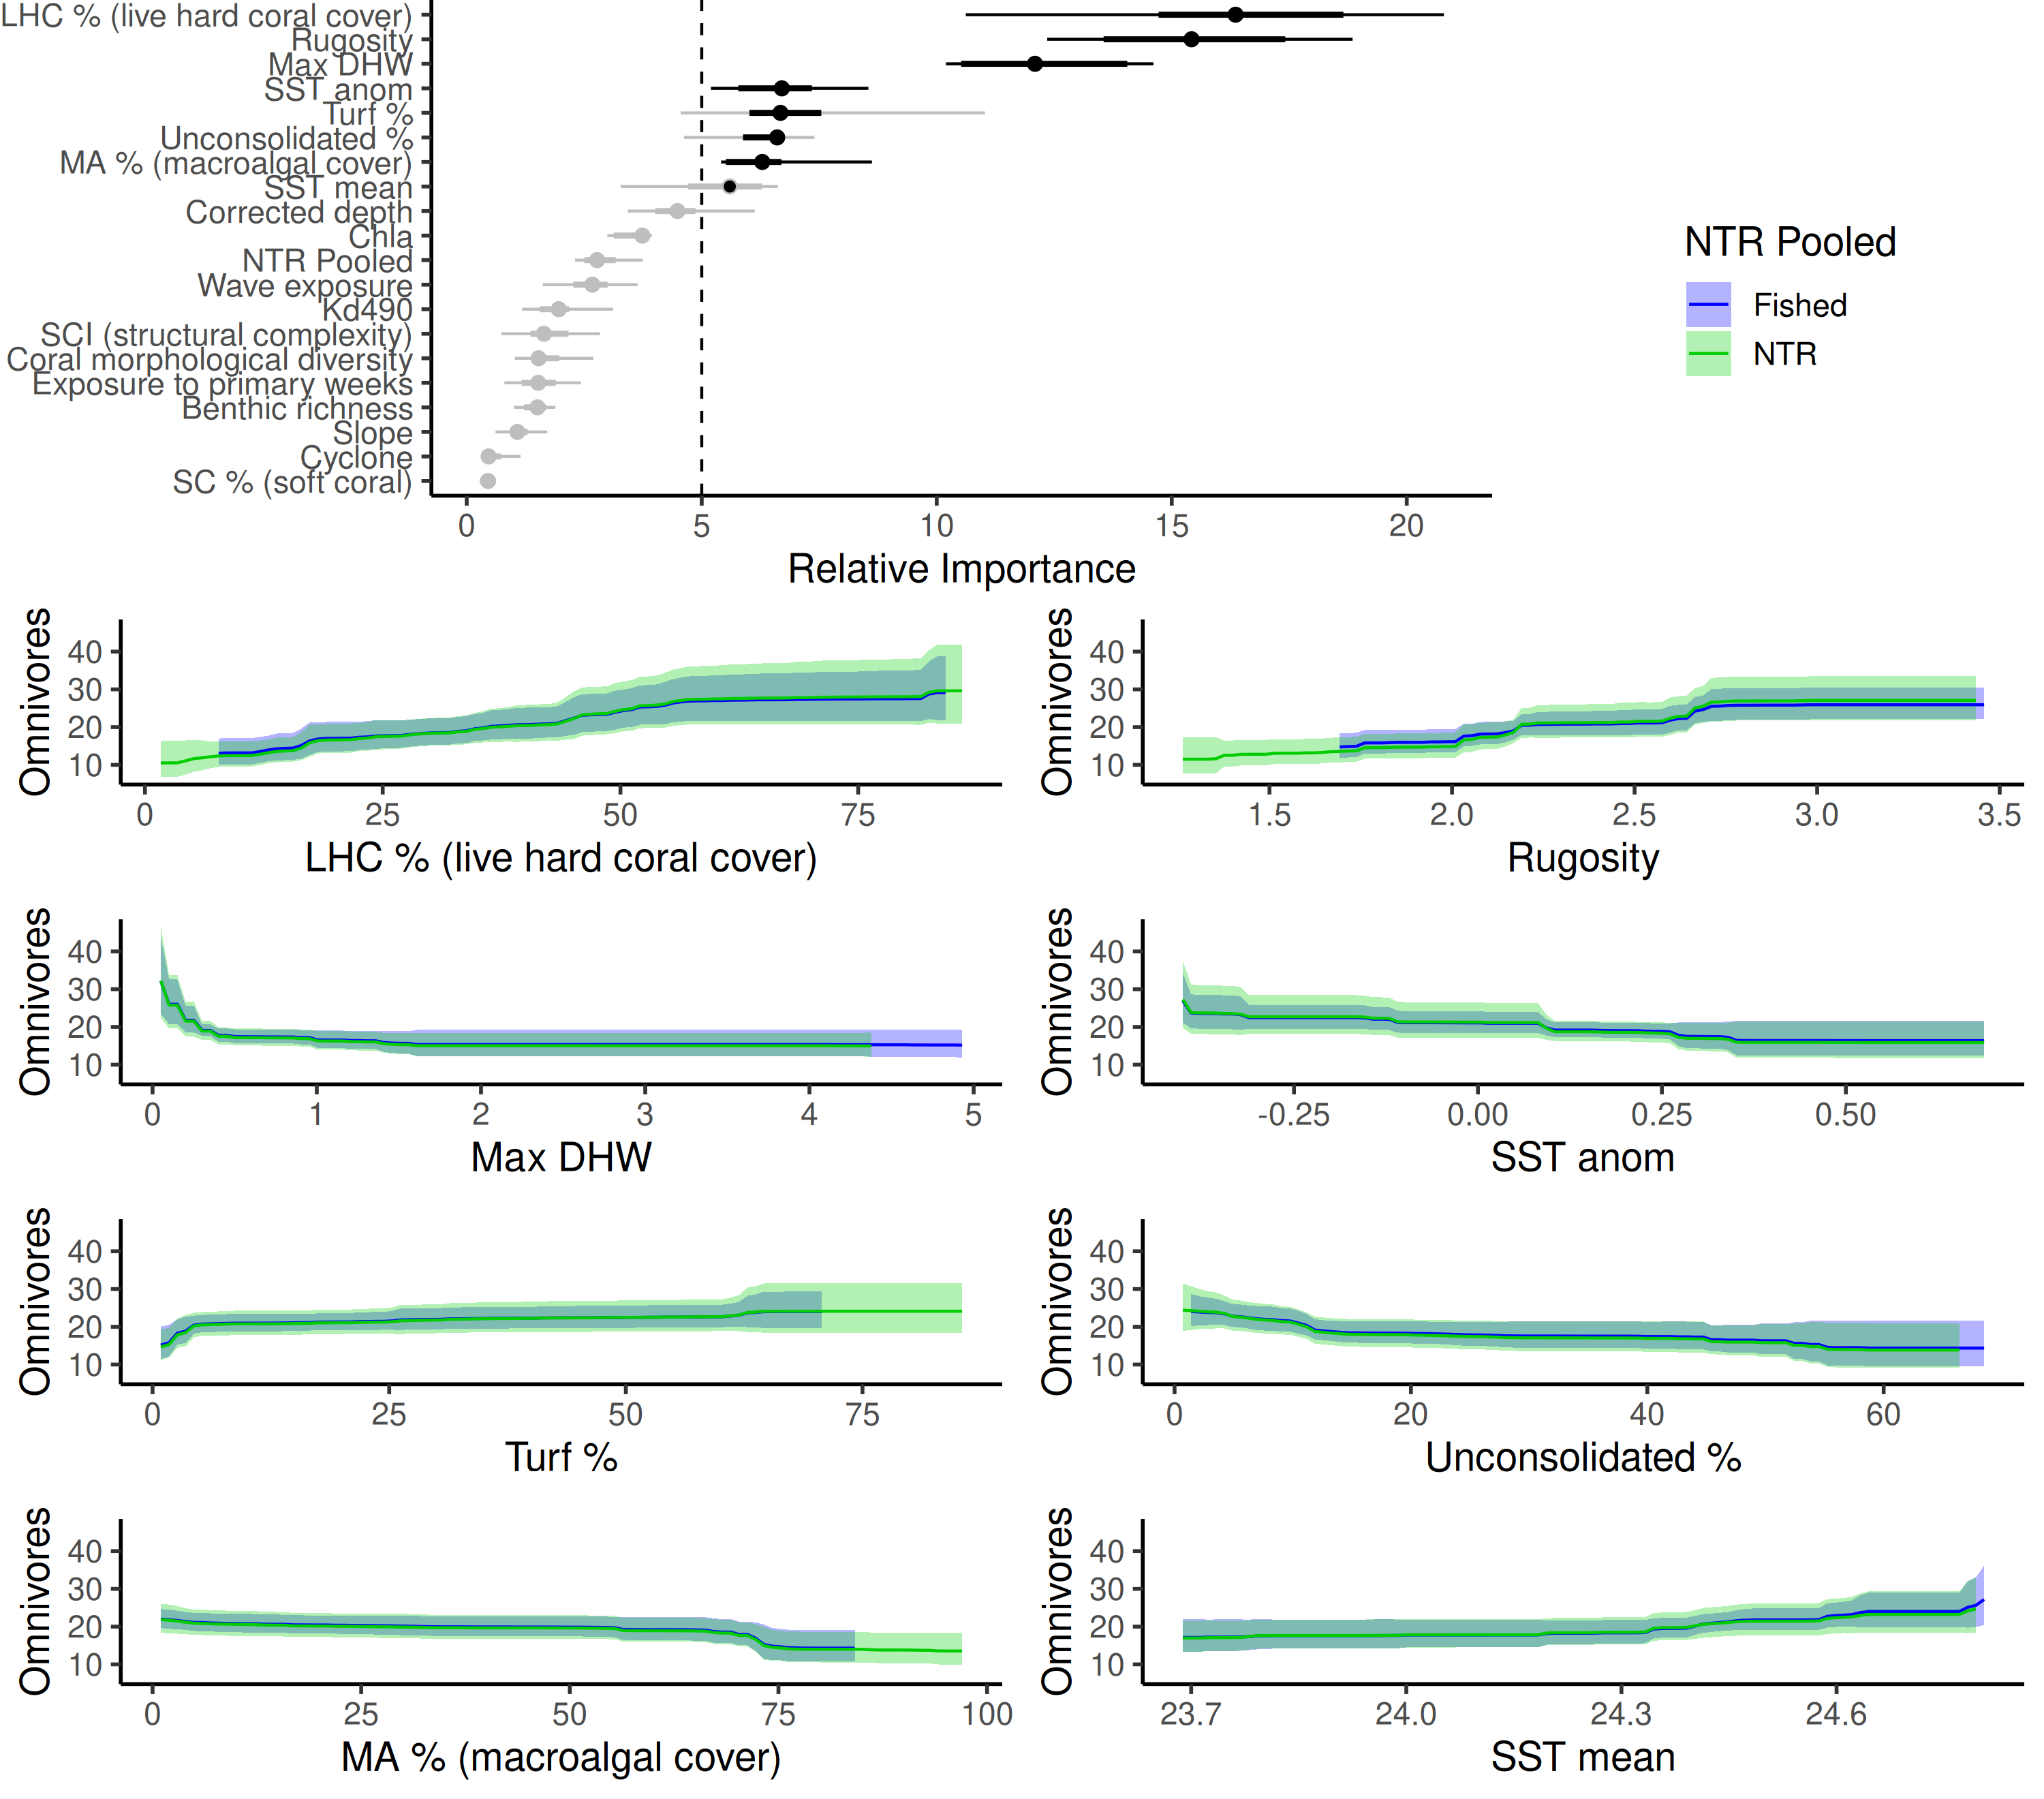 LHC % (live hard coral cover)
Rugosity
Max DHW
SST anom
Turf %
Unconsolidated %
MA % (macroalgal cover)
SST mean
Corrected depth
Chla
NTR Pooled
Wave exposure
Kd490
SCI (structural complexity)
Coral morphological diversity
Exposure to primary weeks
Benthic richness
Slope
Cyclone
SC % (soft coral)
0 5 10 15 20
Relative Importance
NTR Pooled
Fished
NTR
Omnivores
40
30
20
10
0 25 50 75
LHC % (live hard coral cover)
Omnivores
40
30
20
10
1.5 2.0 2.5 3.0 3.5
Rugosity
Omnivores
40
30
20
10
0 1 2 3 4 5
Max DHW
Omnivores
40
30
20
10
-0.25 0.00 0.25 0.50
SST anom
Omnivores
40
30
20
10
0 25 50 75
Turf %
Omnivores
40
30
20
10
0 20 40 60
Unconsolidated %
Omnivores
40
30
20
10
0 25 50 75 100
MA % (macroalgal cover)
Omnivores
40
30
20
10
23.7 24.0 24.3 24.6
SST mean